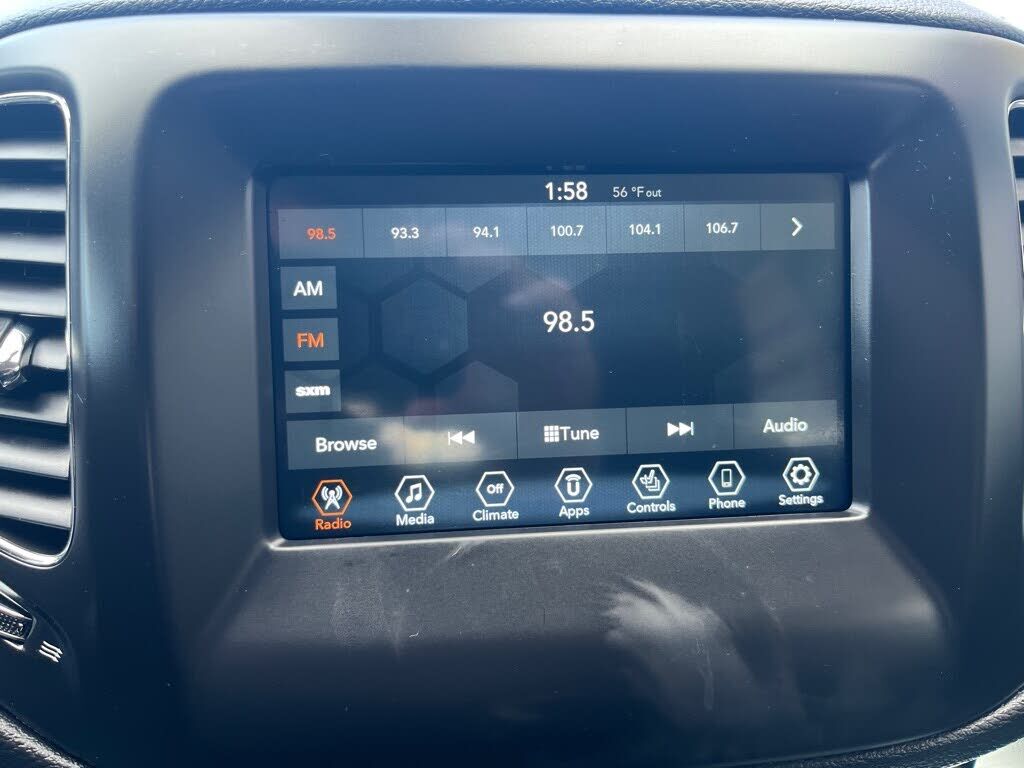 1:58 56 °F out
98.5 93.3 94.1 100.7 104.1 106.7
AM
98.5
FM
sxm
Browse Tune Audio
Off
Radio Media Climate Apps Controls Phone Settings